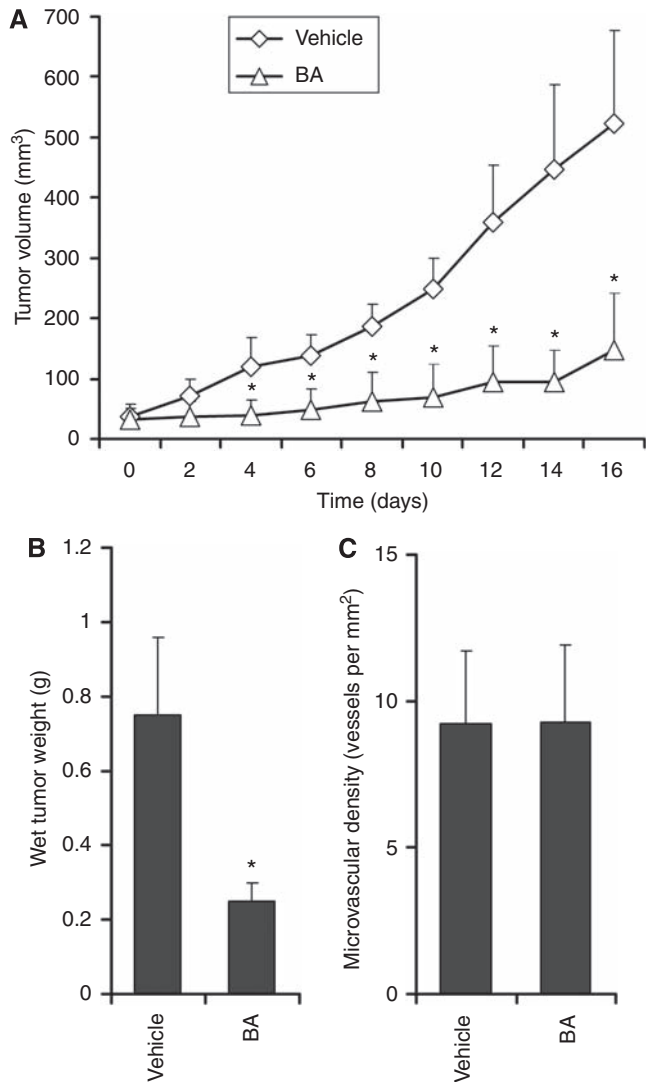 A
700
600
500
400
300
200
100
0
Tumor volume (mm³)
Vehicle
BA
*
*
*
*
*
*
*
0 2 4 6 8 10 12 14 16
Time (days)
B
1.2
1
0.8
0.6
0.4
0.2
0
Wet tumor weight (g)
*
Vehicle
BA
C
15
10
5
0
Microvascular density (vessels per mm²)
Vehicle
BA